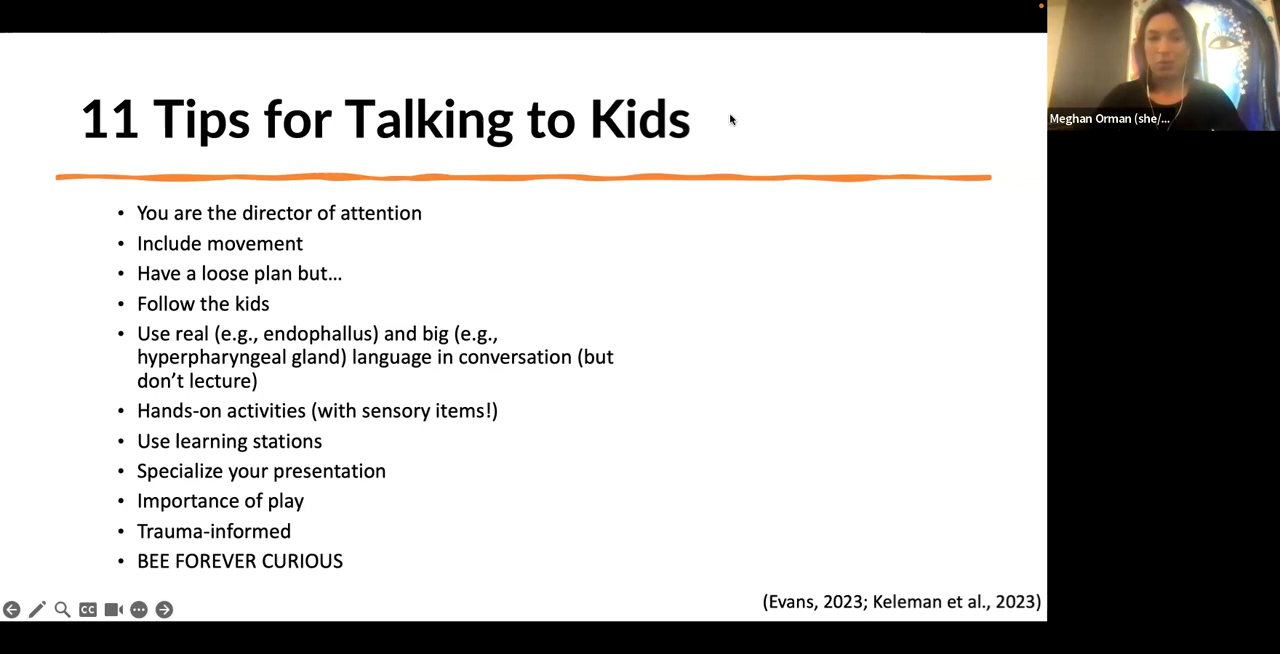 11 Tips for Talking to Kids
• You are the director of attention
• Include movement
• Have a loose plan but...
• Follow the kids
• Use real (e.g., endophallus) and big (e.g.,
hyperpharyngeal gland) language in conversation (but
don't lecture)
• Hands-on activities (with sensory items!)
• Use learning stations
• Specialize your presentation
• Importance of play
• Trauma-informed
• BEE FOREVER CURIOUS
(Evans, 2023; Keleman et al., 2023)
CC
Meghan Orman (she/...